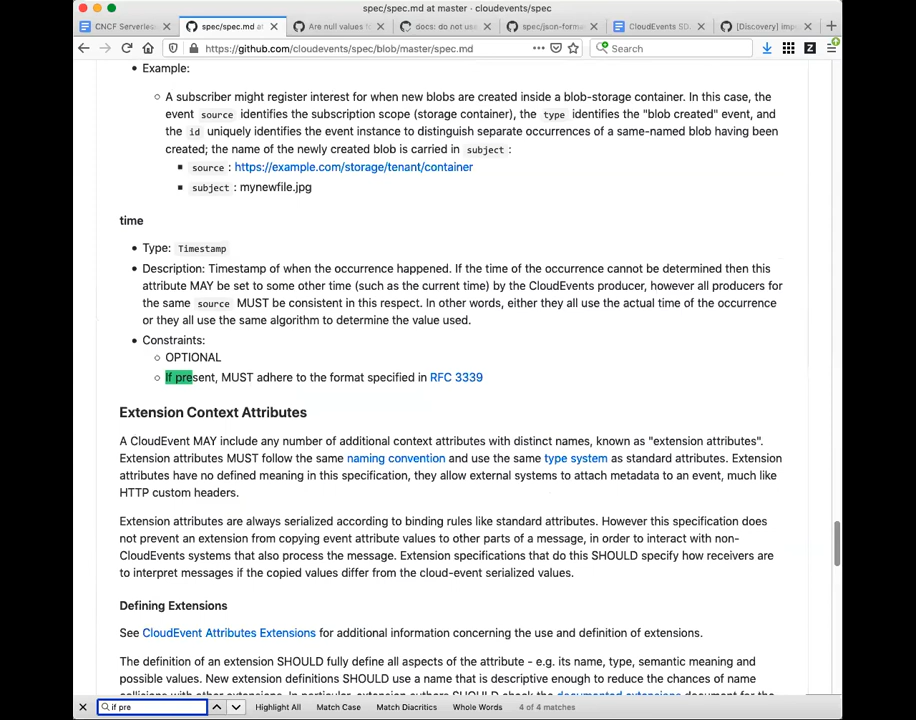 spec/spec.md at master · cloudevents/spec
CNCF Serverles
spec/spec.md at
Are null values t
docs: do not use
spec/json-forma
CloudEvents SD
[Discovery] imp
https://github.com/cloudevents/spec/blob/master/spec.md
Search
Example:
A subscriber might register interest for when new blobs are created inside a blob-storage container. In this case, the
event source identifies the subscription scope (storage container), the type identifies the "blob created" event, and
the id uniquely identifies the event instance to distinguish separate occurrences of a same-named blob having been
created; the name of the newly created blob is carried in subject :
source : https://example.com/storage/tenant/container
subject : mynewfile.jpg
time
Type: Timestamp
Description: Timestamp of when the occurrence happened. If the time of the occurrence cannot be determined then this
attribute MAY be set to some other time (such as the current time) by the CloudEvents producer, however all producers for
the same source MUST be consistent in this respect. In other words, either they all use the actual time of the occurrence
or they all use the same algorithm to determine the value used.
Constraints:
OPTIONAL
If present, MUST adhere to the format specified in RFC 3339
Extension Context Attributes
A CloudEvent MAY include any number of additional context attributes with distinct names, known as "extension attributes".
Extension attributes MUST follow the same naming convention and use the same type system as standard attributes. Extension
attributes have no defined meaning in this specification, they allow external systems to attach metadata to an event, much like
HTTP custom headers.
Extension attributes are always serialized according to binding rules like standard attributes. However this specification does
not prevent an extension from copying event attribute values to other parts of a message, in order to interact with non-
CloudEvents systems that also process the message. Extension specifications that do this SHOULD specify how receivers are
to interpret messages if the copied values differ from the cloud-event serialized values.
Defining Extensions
See CloudEvent Attributes Extensions for additional information concerning the use and definition of extensions.
The definition of an extension SHOULD fully define all aspects of the attribute - e.g. its name, type, semantic meaning and
possible values. New extension definitions SHOULD use a name that is descriptive enough to reduce the chances of name
collisions with other extensions. In particular, extension authors SHOULD check the documented extensions document for the
if pre
Highlight All
Match Case
Match Diacritics
Whole Words
4 of 4 matches